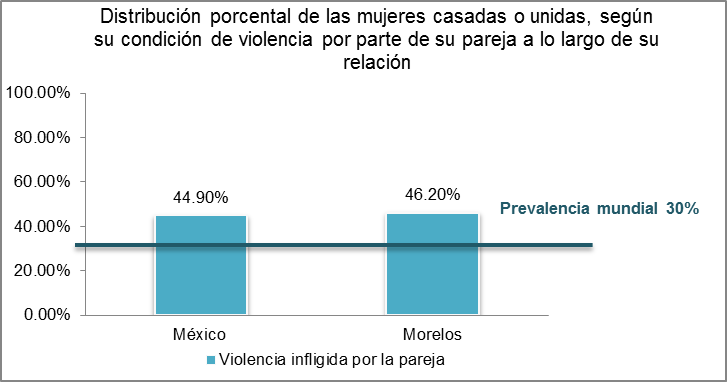 Distribución porcental de las mujeres casadas o unidas, según
su condición de violencia por parte de su pareja a lo largo de su
relación
100.00%
80.00%
60.00%
40.00%
20.00%
0.00%
44.90%
46.20%
Prevalencia mundial 30%
México
Morelos
Violencia infligida por la pareja